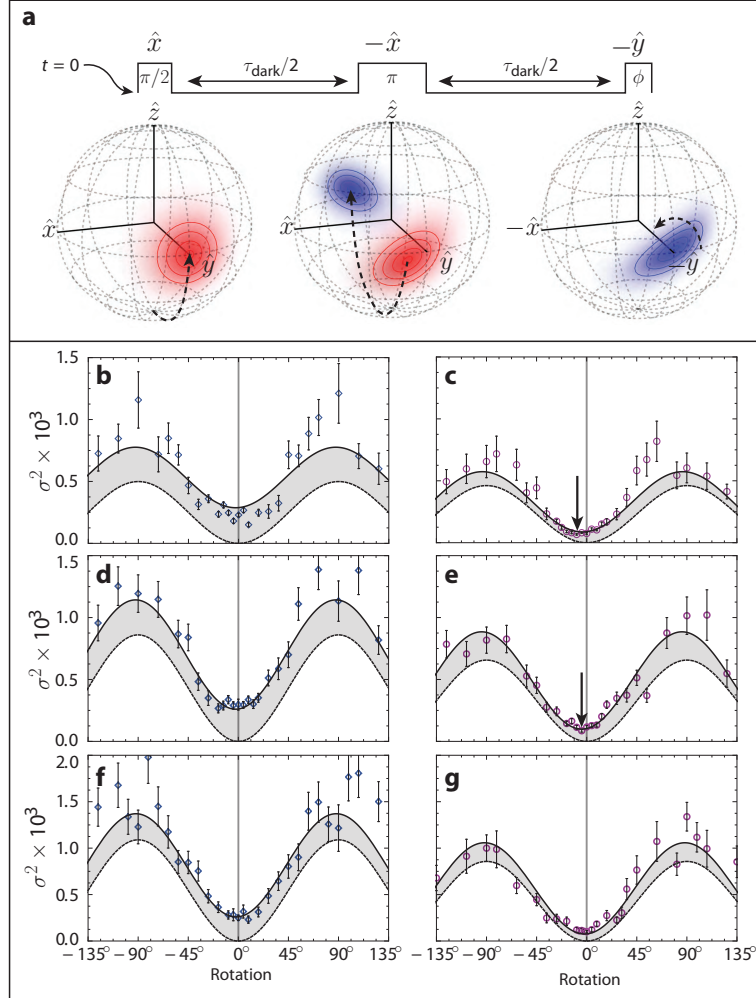 a
x̂ −x̂ −ŷ
t = 0 π/2 τdark/2 π τdark/2 ϕ
ẑ ẑ ẑ
x̂ ŷ x̂ y −x̂ −ŷ
b c
σ² × 10³
1.5
1.0
0.5
0.0
d e
σ² × 10³
1.5
1.0
0.5
0.0
f g
σ² × 10³
2.0
1.5
1.0
0.5
0.0
−135° −90° −45° 0° 45° 90° 135° −90° −45° 0° 45° 90° 135°
Rotation Rotation